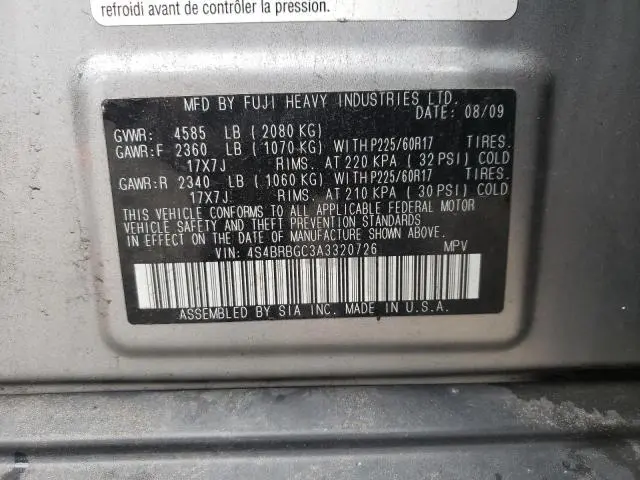 refroidi avant de contrôler la pression.
MFD BY FUJI HEAVY INDUSTRIES LTD.
DATE: 08/09
GVWR: 4585 LB (2080 KG)
GAWR:F 2360 LB (1070 KG) WITH P225/60R17 TIRES.
17X7J RIMS. AT 220 KPA (32 PSI) COLD
GAWR:R 2340 LB (1060 KG) WITH P225/60R17 TIRES.
17X7J RIMS. AT 210 KPA (30 PSI) COLD
THIS VEHICLE CONFORMS TO ALL APPLICABLE FEDERAL MOTOR
VEHICLE SAFETY AND THEFT PREVENTION STANDARDS
IN EFFECT ON THE DATE OF MANUFACTURE SHOWN ABOVE.
VIN: 4S4BRBGC3A3320726 MPV
ASSEMBLED BY SIA INC. MADE IN U.S.A.